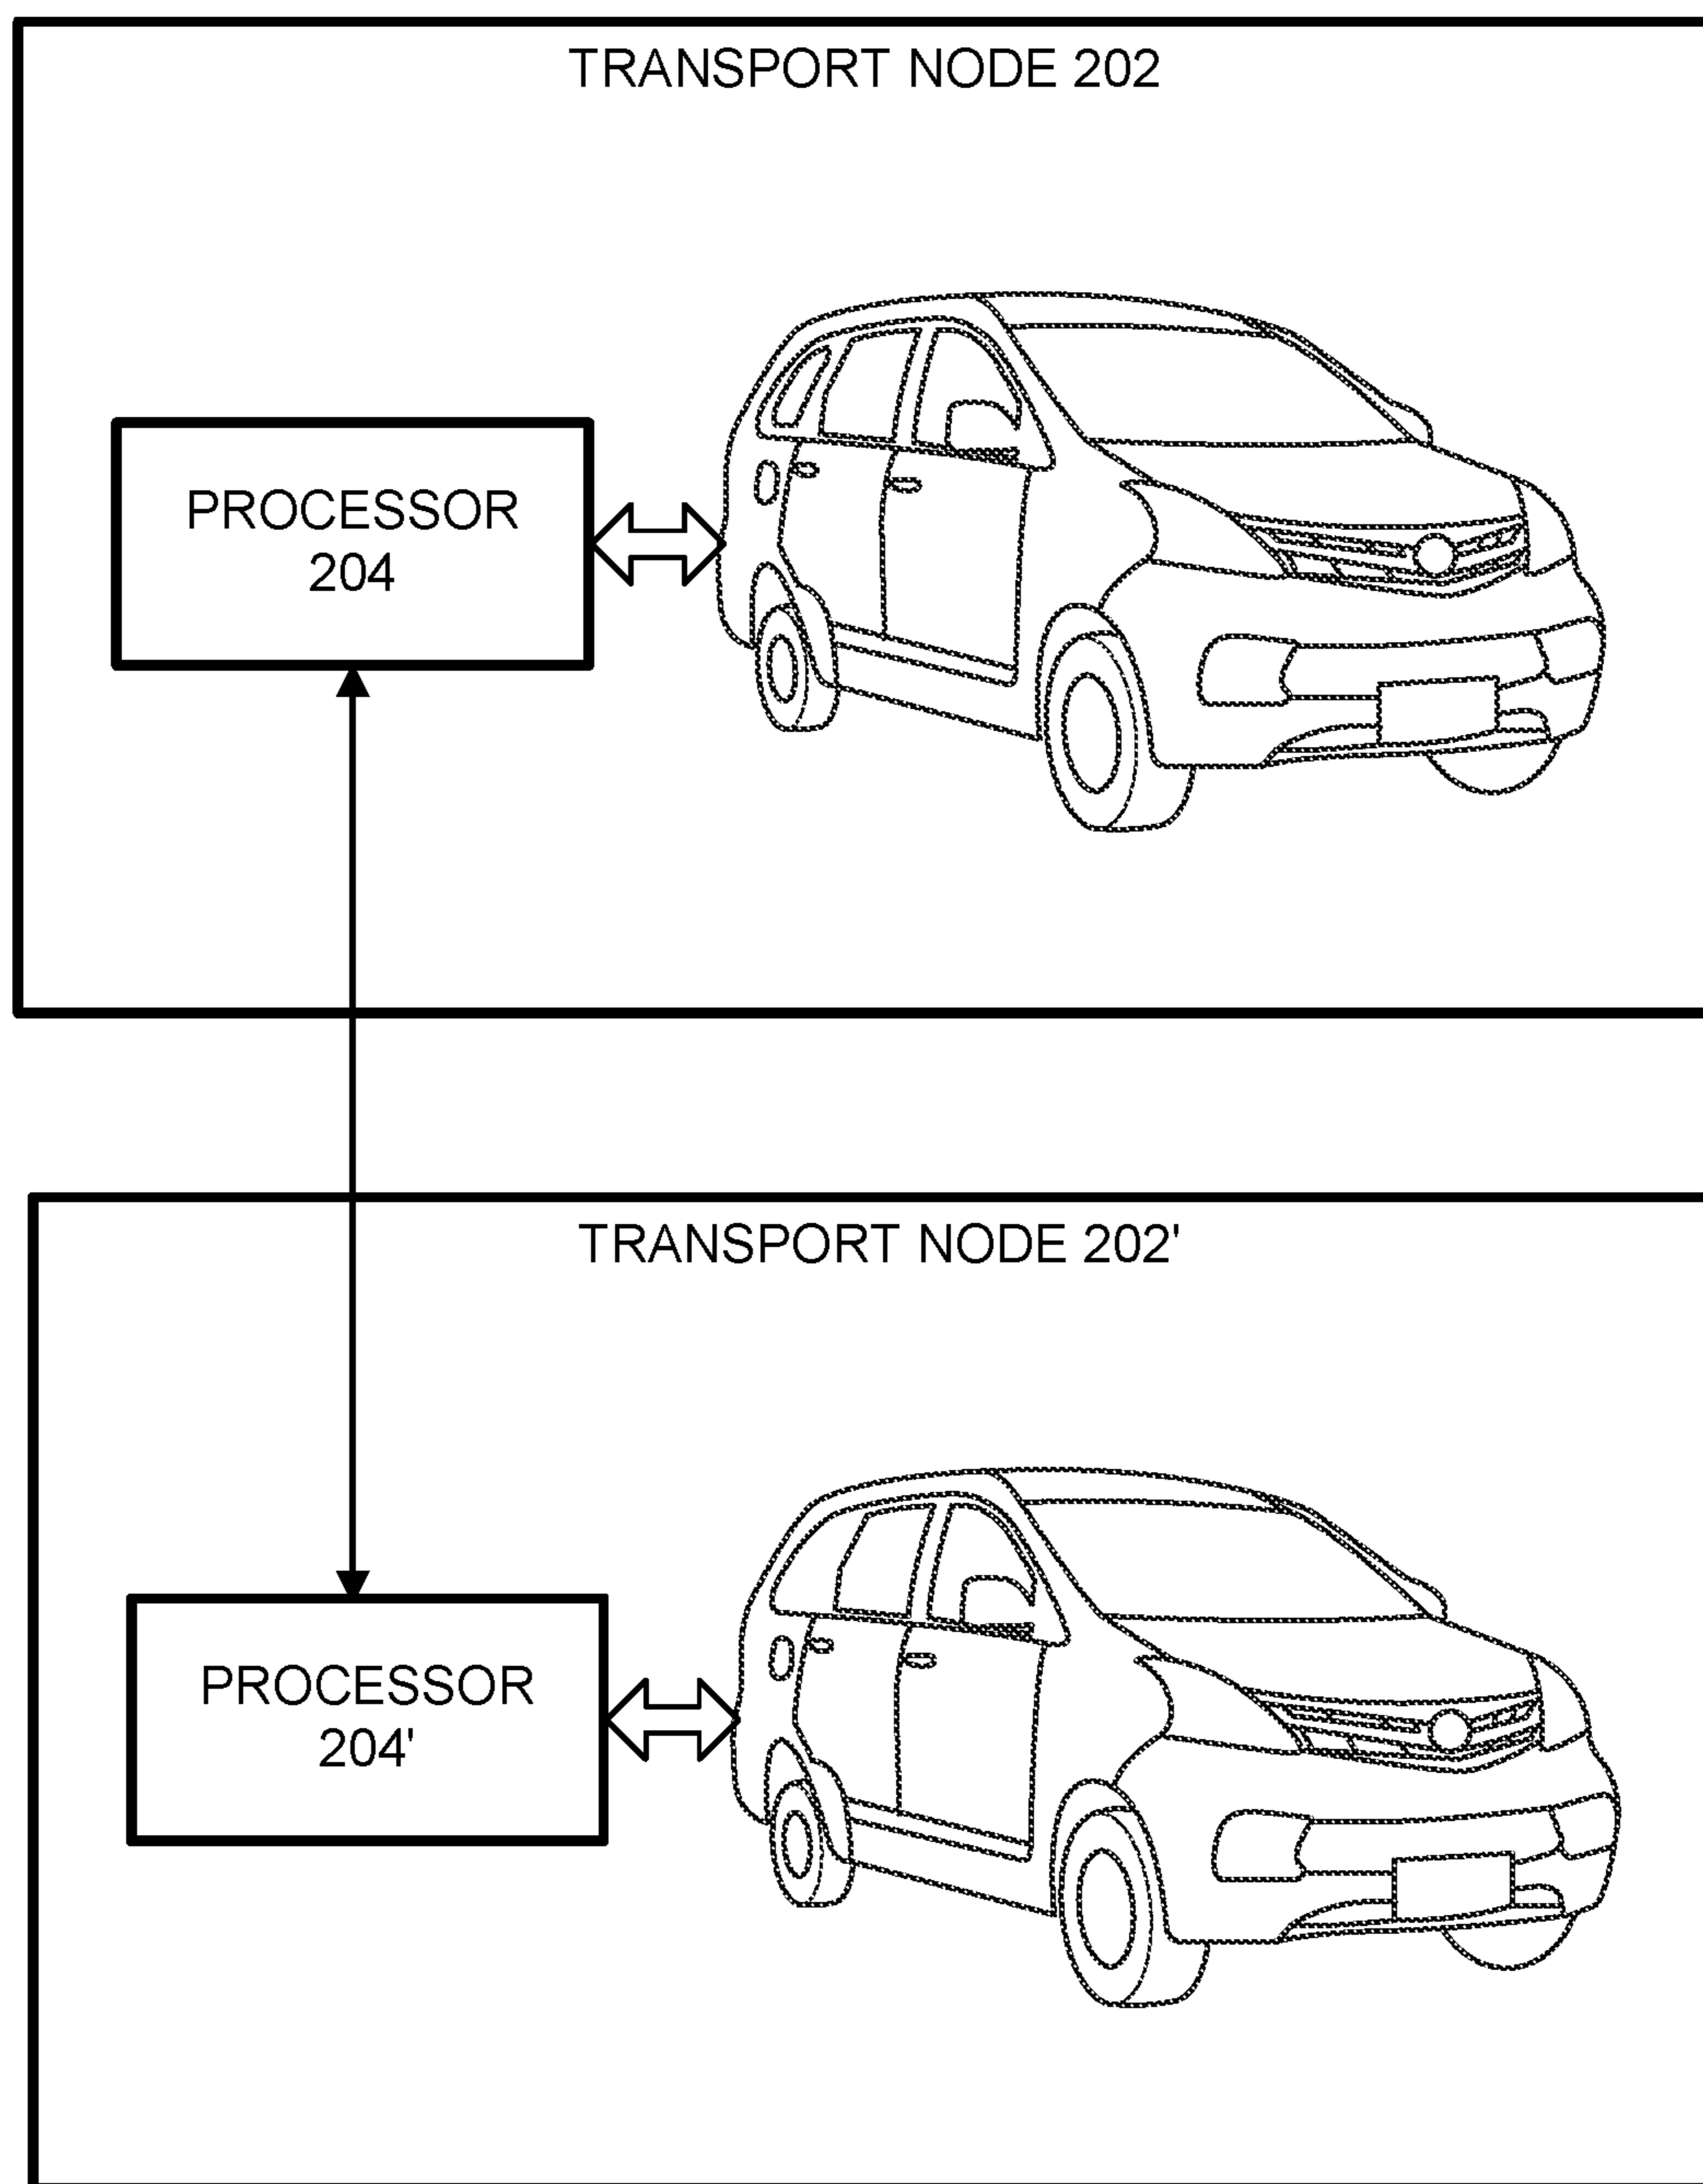 TRANSPORT NODE 202
PROCESSOR
204
TRANSPORT NODE 202'
PROCESSOR
204'